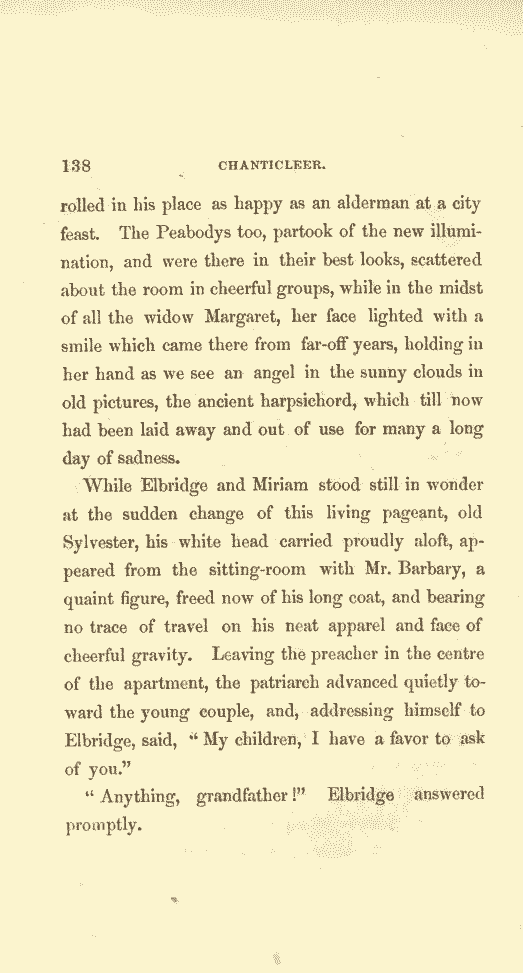 138 CHANTICLEER.
rolled in his place as happy as an alderman at a city
feast. The Peabodys too, partook of the new illumi-
nation, and were there in their best looks, scattered
about the room in cheerful groups, while in the midst
of all the widow Margaret, her face lighted with a
smile which came there from far-off years, holding in
her hand as we see an angel in the sunny clouds in
old pictures, the ancient harpsichord, which till now
had been laid away and out of use for many a long
day of sadness.
While Elbridge and Miriam stood still in wonder
at the sudden change of this living pageant, old
Sylvester, his white head carried proudly aloft, ap-
peared from the sitting-room with Mr. Barbary, a
quaint figure, freed now of his long coat, and bearing
no trace of travel on his neat apparel and face of
cheerful gravity. Leaving the preacher in the centre
of the apartment, the patriarch advanced quietly to-
ward the young couple, and, addressing himself to
Elbridge, said, “ My children, I have a favor to ask
of you.”
“ Anything, grandfather !” Elbridge answered
promptly.